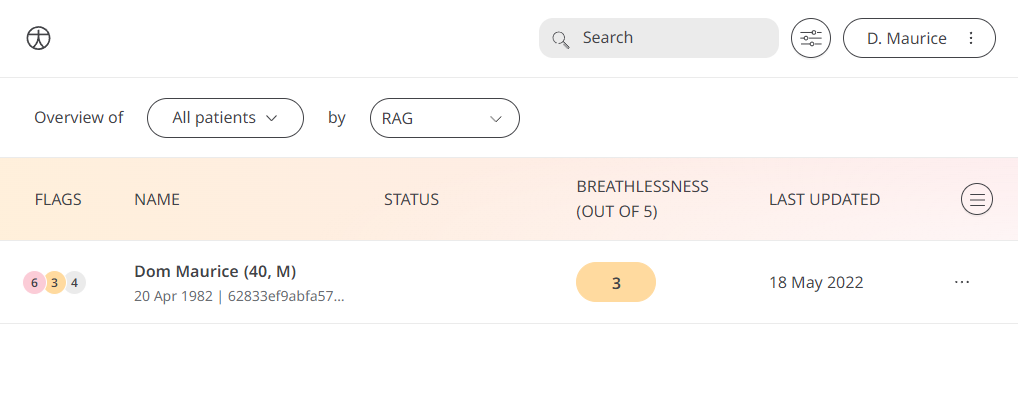 Search
D. Maurice
Overview of All patients by RAG
FLAGS NAME STATUS BREATHLESSNESS (OUT OF 5) LAST UPDATED
6 3 4 Dom Maurice (40, M) 3 18 May 2022 ...
20 Apr 1982 | 62833ef9abfa57...